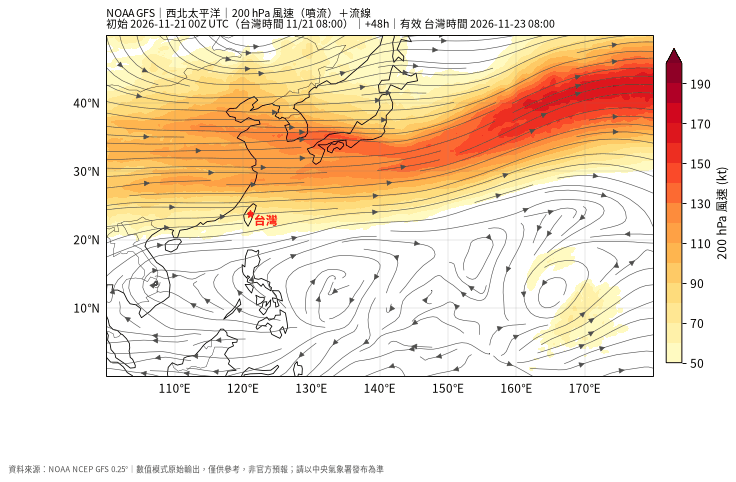 NOAA GFS｜西北太平洋｜200 hPa 風速（噴流）＋流線
初始 2026-11-21 00Z UTC（台灣時間 11/21 08:00）｜+48h｜有效 台灣時間 2026-11-23 08:00
40°N
30°N
20°N
10°N
台灣
110°E
120°E
130°E
140°E
150°E
160°E
170°E
190
170
150
130
110
90
70
50
200 hPa 風速 (kt)
資料來源：NOAA NCEP GFS 0.25°｜數值模式原始輸出，僅供參考，非官方預報；請以中央氣象署發布為準